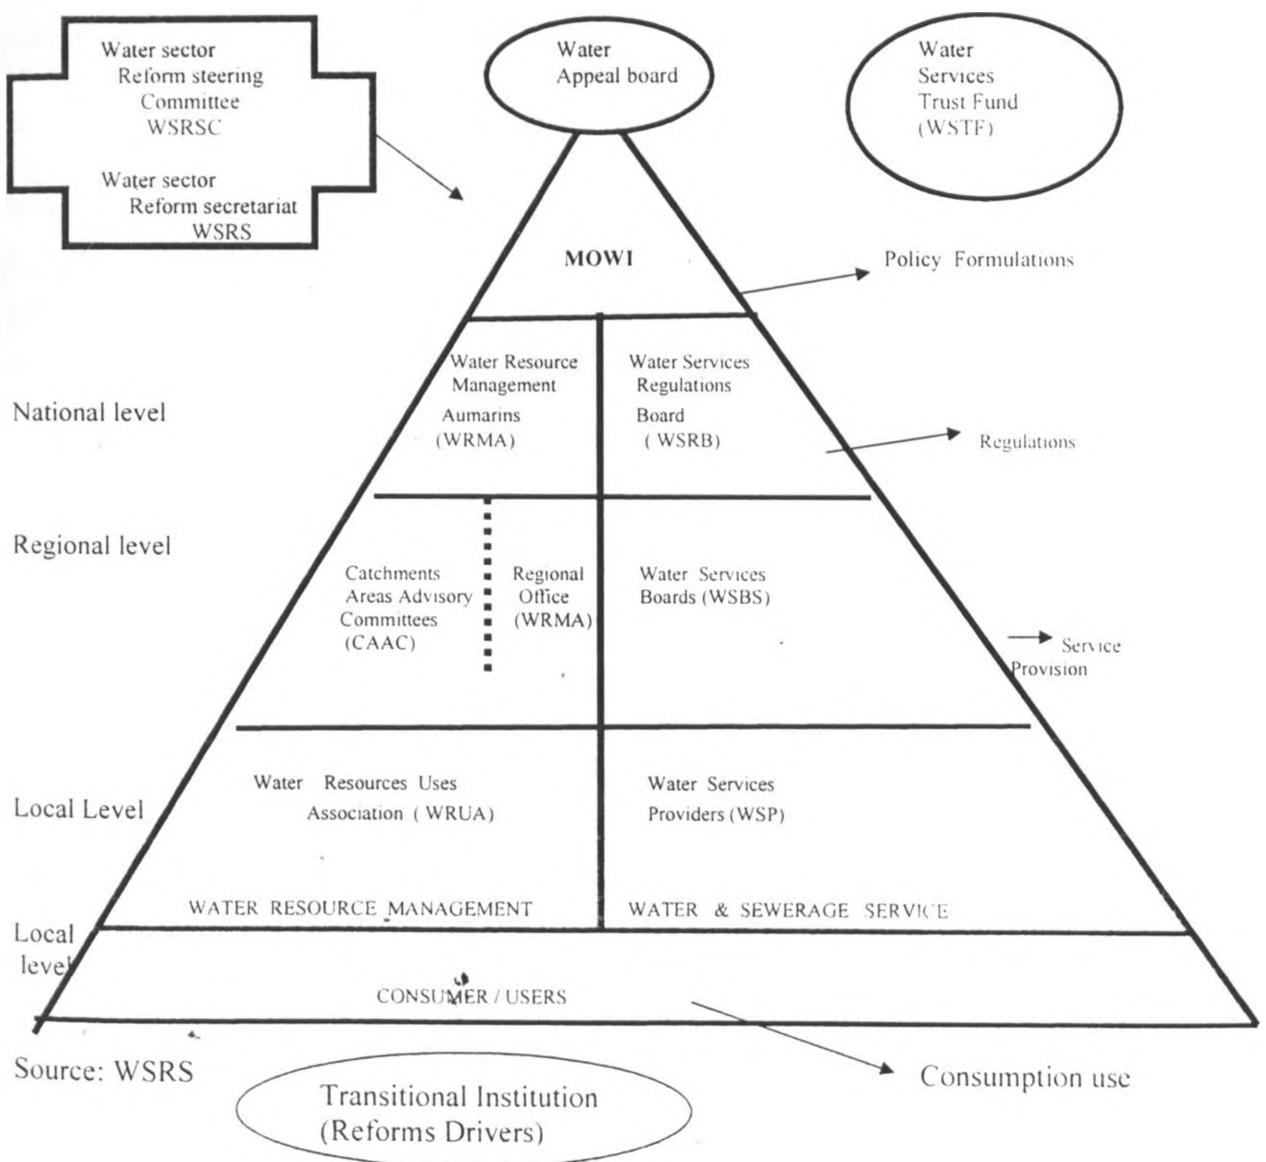 Water sector
Reform steering
Committee
WSRSC
Water sector
Reform secretariat
WSRS
Water
Appeal board
Water
Services
Trust Fund
(WSTF)
MOWI
Policy Formulations
National level
Water Resource
Management
Aumarins
(WRMA)
Water Services
Regulations
Board
( WSRB)
Regulations
Regional level
Catchments
Areas Advisory
Committees
(CAAC)
Regional
Office
(WRMA)
Water Services
Boards (WSBS)
Service
Provision
Local Level
Water Resources Uses
Association ( WRUA)
Water Services
Providers (WSP)
WATER RESOURCE MANAGEMENT
WATER & SEWERAGE SERVICE
Local
level
CONSUMER / USERS
Source: WSRS
Consumption use
Transitional Institution
(Reforms Drivers)